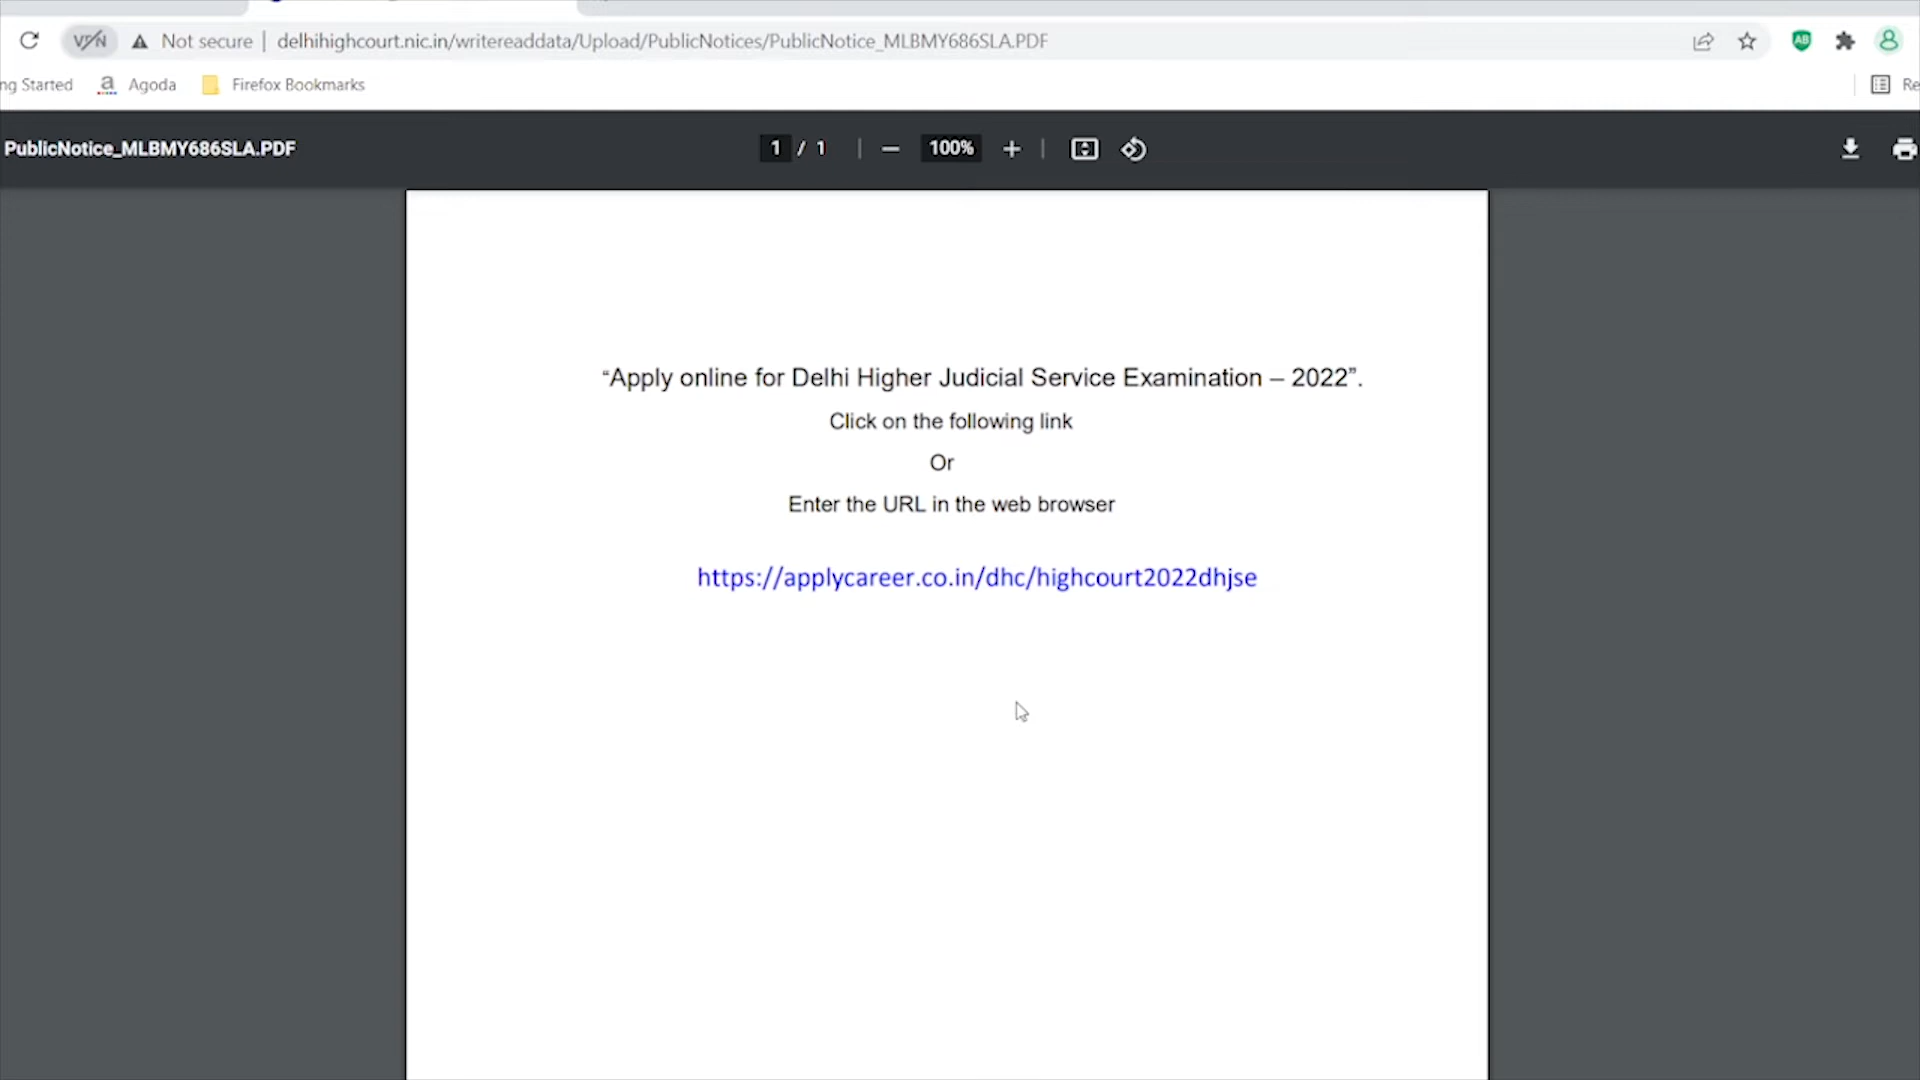 Not secure | delhihighcourt.nic.in/writereaddata/Upload/PublicNotices/PublicNotice_MLBMY686SLA.PDF
ng Started Agoda Firefox Bookmarks Re
PublicNotice_MLBMY686SLA.PDF 1 / 1 100%
“Apply online for Delhi Higher Judicial Service Examination – 2022”.
Click on the following link
Or
Enter the URL in the web browser
https://applycareer.co.in/dhc/highcourt2022dhjse